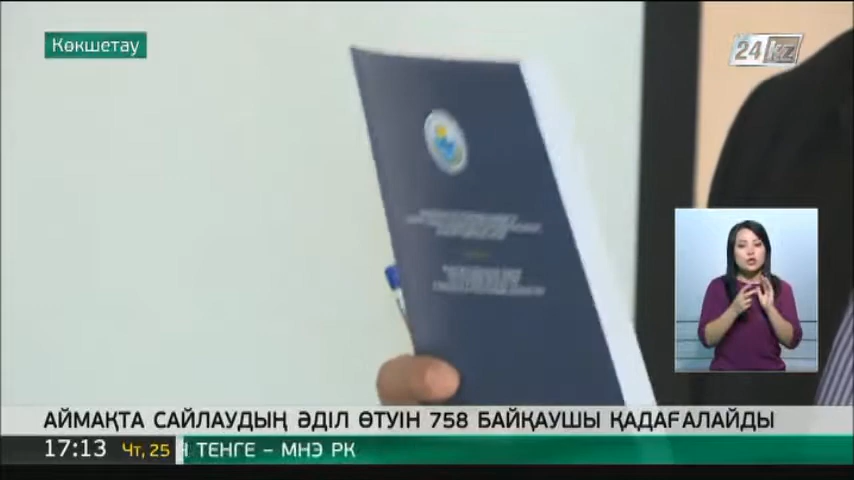 Көкшетау
24kz
АЙМАҚТА САЙЛАУДЫҢ ӘДІЛ ӨТУІН 758 БАЙҚАУШЫ ҚАДАҒАЛАЙДЫ
17:13 Чт, 25 ТЕНГЕ – МНЭ РК